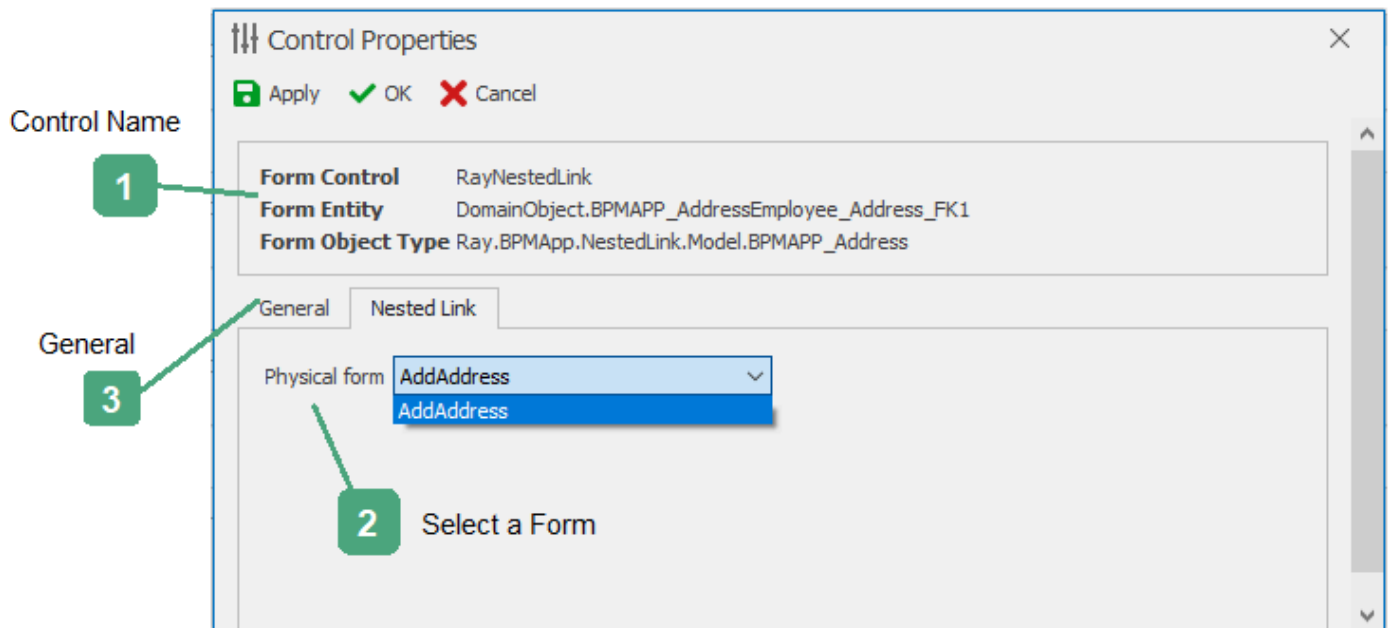 Control Properties
Apply OK Cancel
Control Name
1
Form Control RayNestedLink
Form Entity DomainObject.BPMAPP_AddressEmployee_Address_FK1
Form Object Type Ray.BPMApp.NestedLink.Model.BPMAPP_Address
General Nested Link
General
3
Physical form AddAddress
AddAddress
2 Select a Form